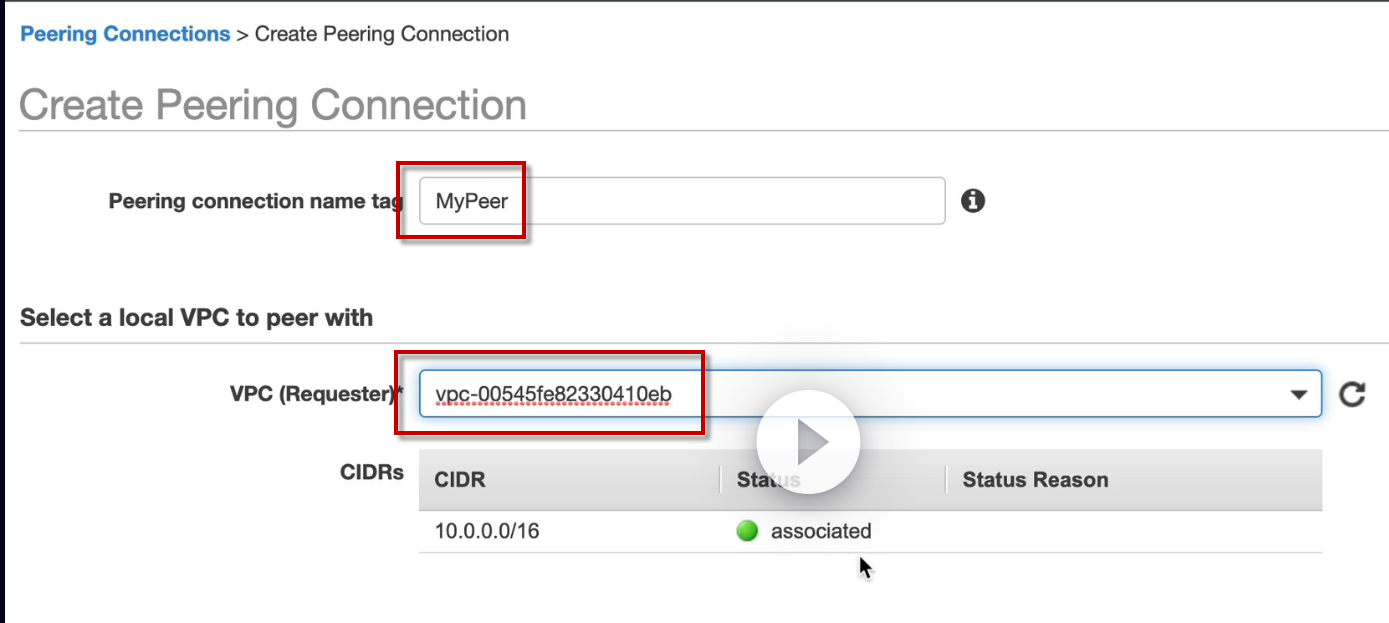 Peering Connections > Create Peering Connection
Create Peering Connection
Peering connection name tag MyPeer
Select a local VPC to peer with
VPC (Requester)* vpc-00545fe82330410eb
CIDRs CIDR Status Status Reason
10.0.0.0/16 associated